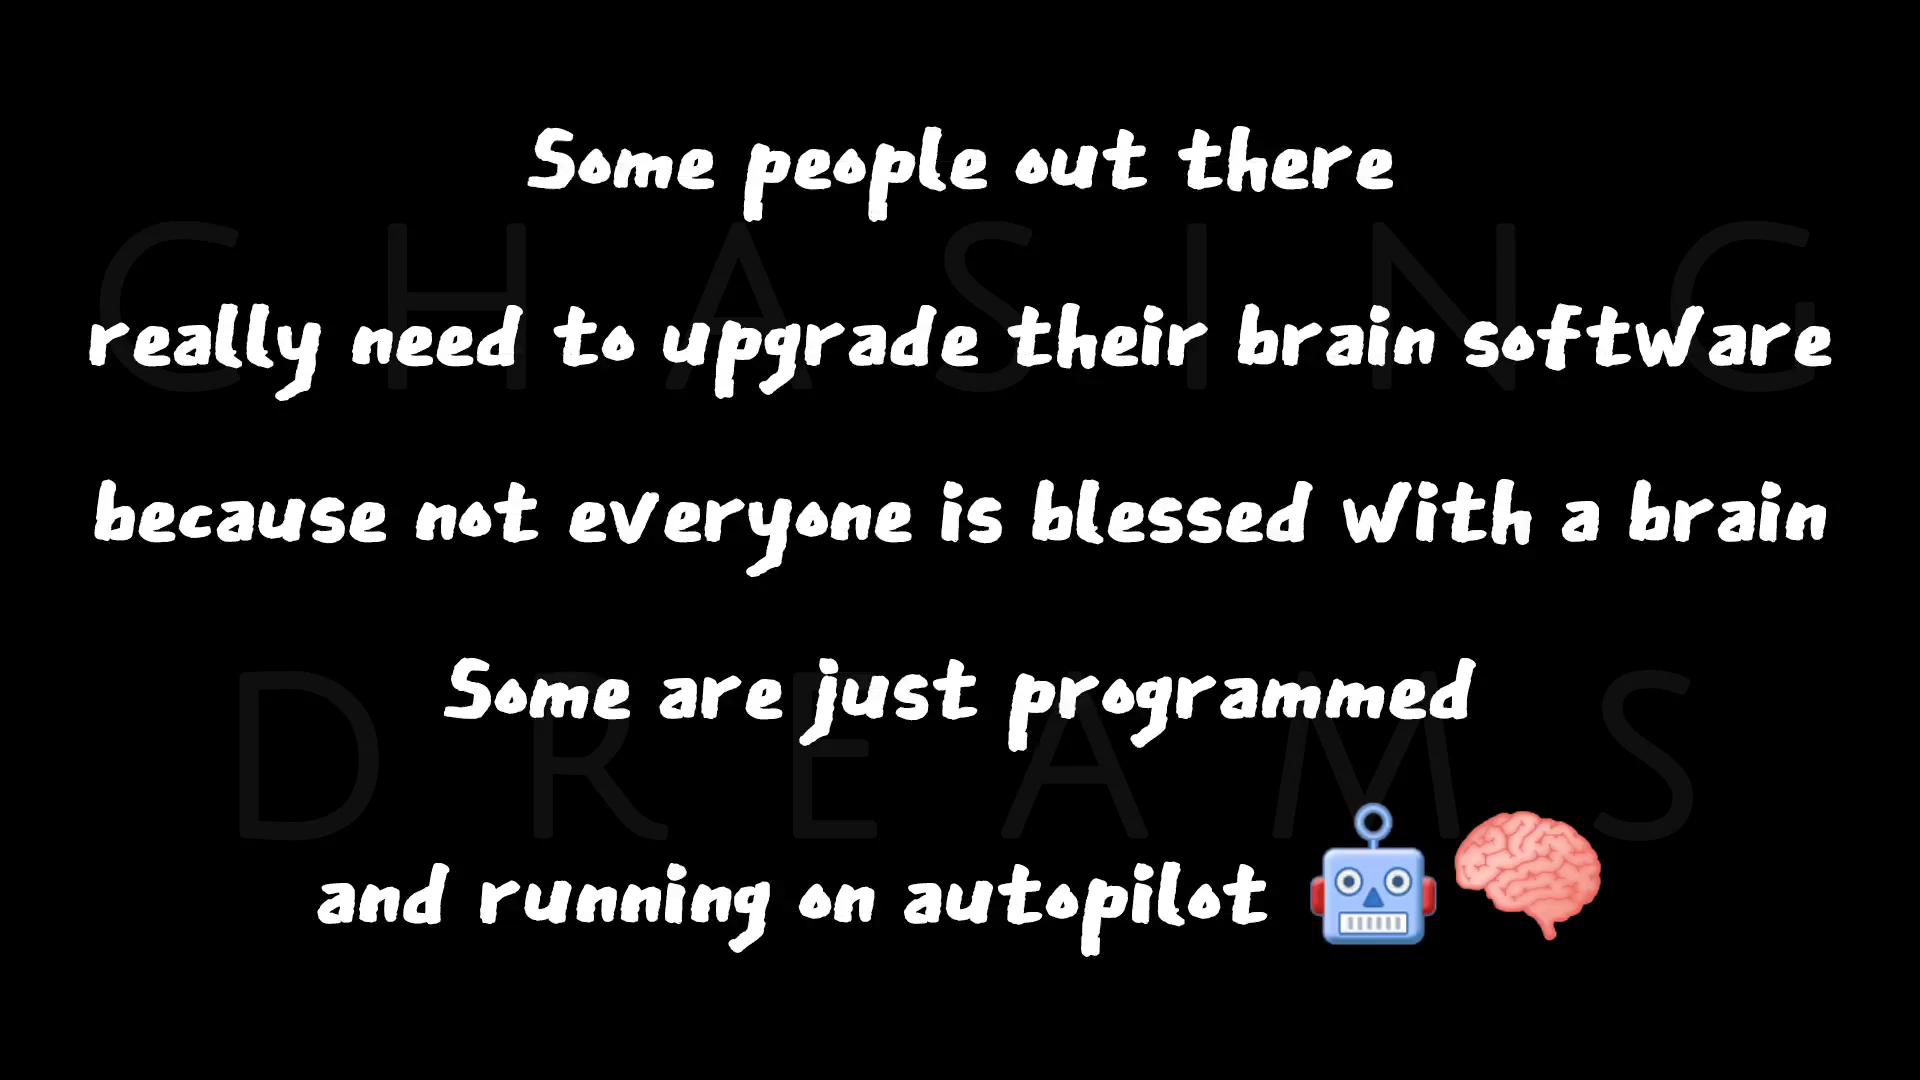 Some people out there
CHASING
really need to upgrade their brain software
because not everyone is blessed with a brain
Some are just programmed
DREAMS
and running on autopilot 🤖🧠